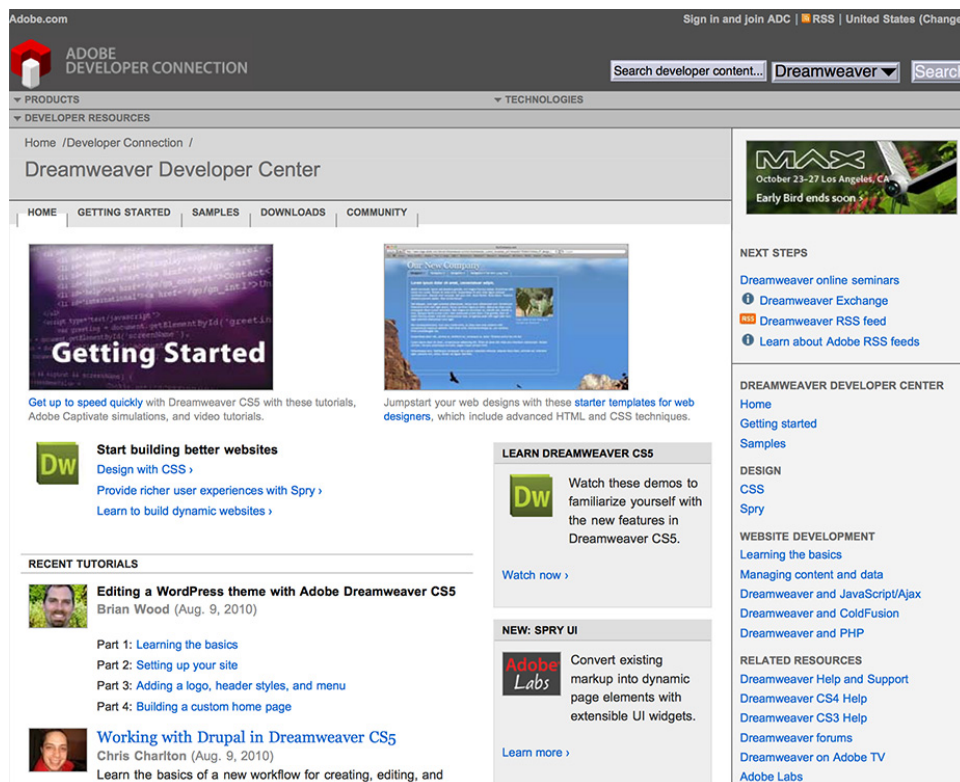 Adobe.com
Sign in and join ADC | RSS | United States (Change
ADOBE
DEVELOPER CONNECTION
Search developer content...
Dreamweaver
Search
PRODUCTS
TECHNOLOGIES
DEVELOPER RESOURCES
Home /Developer Connection /
Dreamweaver Developer Center
HOME
GETTING STARTED
SAMPLES
DOWNLOADS
COMMUNITY
Getting Started
Get up to speed quickly with Dreamweaver CS5 with these tutorials,
Adobe Captivate simulations, and video tutorials.
Our New Company
Jumpstart your web designs with these starter templates for web
designers, which include advanced HTML and CSS techniques.
Dw
Start building better websites
Design with CSS ›
Provide richer user experiences with Spry ›
Learn to build dynamic websites ›
RECENT TUTORIALS
Editing a WordPress theme with Adobe Dreamweaver CS5
Brian Wood (Aug. 9, 2010)
Part 1: Learning the basics
Part 2: Setting up your site
Part 3: Adding a logo, header styles, and menu
Part 4: Building a custom home page
Working with Drupal in Dreamweaver CS5
Chris Charlton (Aug. 9, 2010)
Learn the basics of a new workflow for creating, editing, and
LEARN DREAMWEAVER CS5
Dw
Watch these demos to
familiarize yourself with
the new features in
Dreamweaver CS5.
Watch now ›
NEW: SPRY UI
Adobe
Labs
Convert existing
markup into dynamic
page elements with
extensible UI widgets.
Learn more ›
MAX
October 23-27 Los Angeles, CA
Early Bird ends soon ›
NEXT STEPS
Dreamweaver online seminars
Dreamweaver Exchange
RSS
Dreamweaver RSS feed
Learn about Adobe RSS feeds
DREAMWEAVER DEVELOPER CENTER
Home
Getting started
Samples
DESIGN
CSS
Spry
WEBSITE DEVELOPMENT
Learning the basics
Managing content and data
Dreamweaver and JavaScript/Ajax
Dreamweaver and ColdFusion
Dreamweaver and PHP
RELATED RESOURCES
Dreamweaver Help and Support
Dreamweaver CS4 Help
Dreamweaver CS3 Help
Dreamweaver forums
Dreamweaver on Adobe TV
Adobe Labs